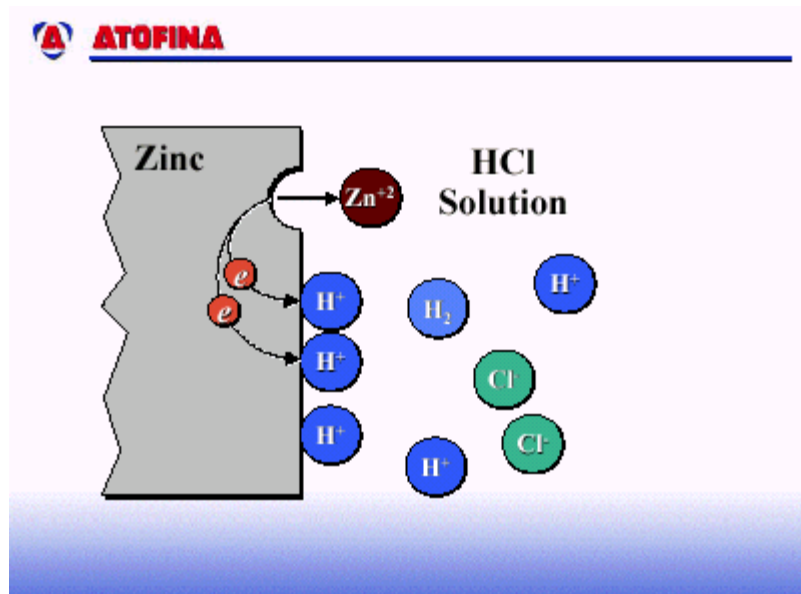 ATOFINA
Zinc
HCl
Solution
Zn⁺²
e
e
H⁺
H₂
H⁺
H⁺
Cl⁻
H⁺
Cl⁻
H⁺